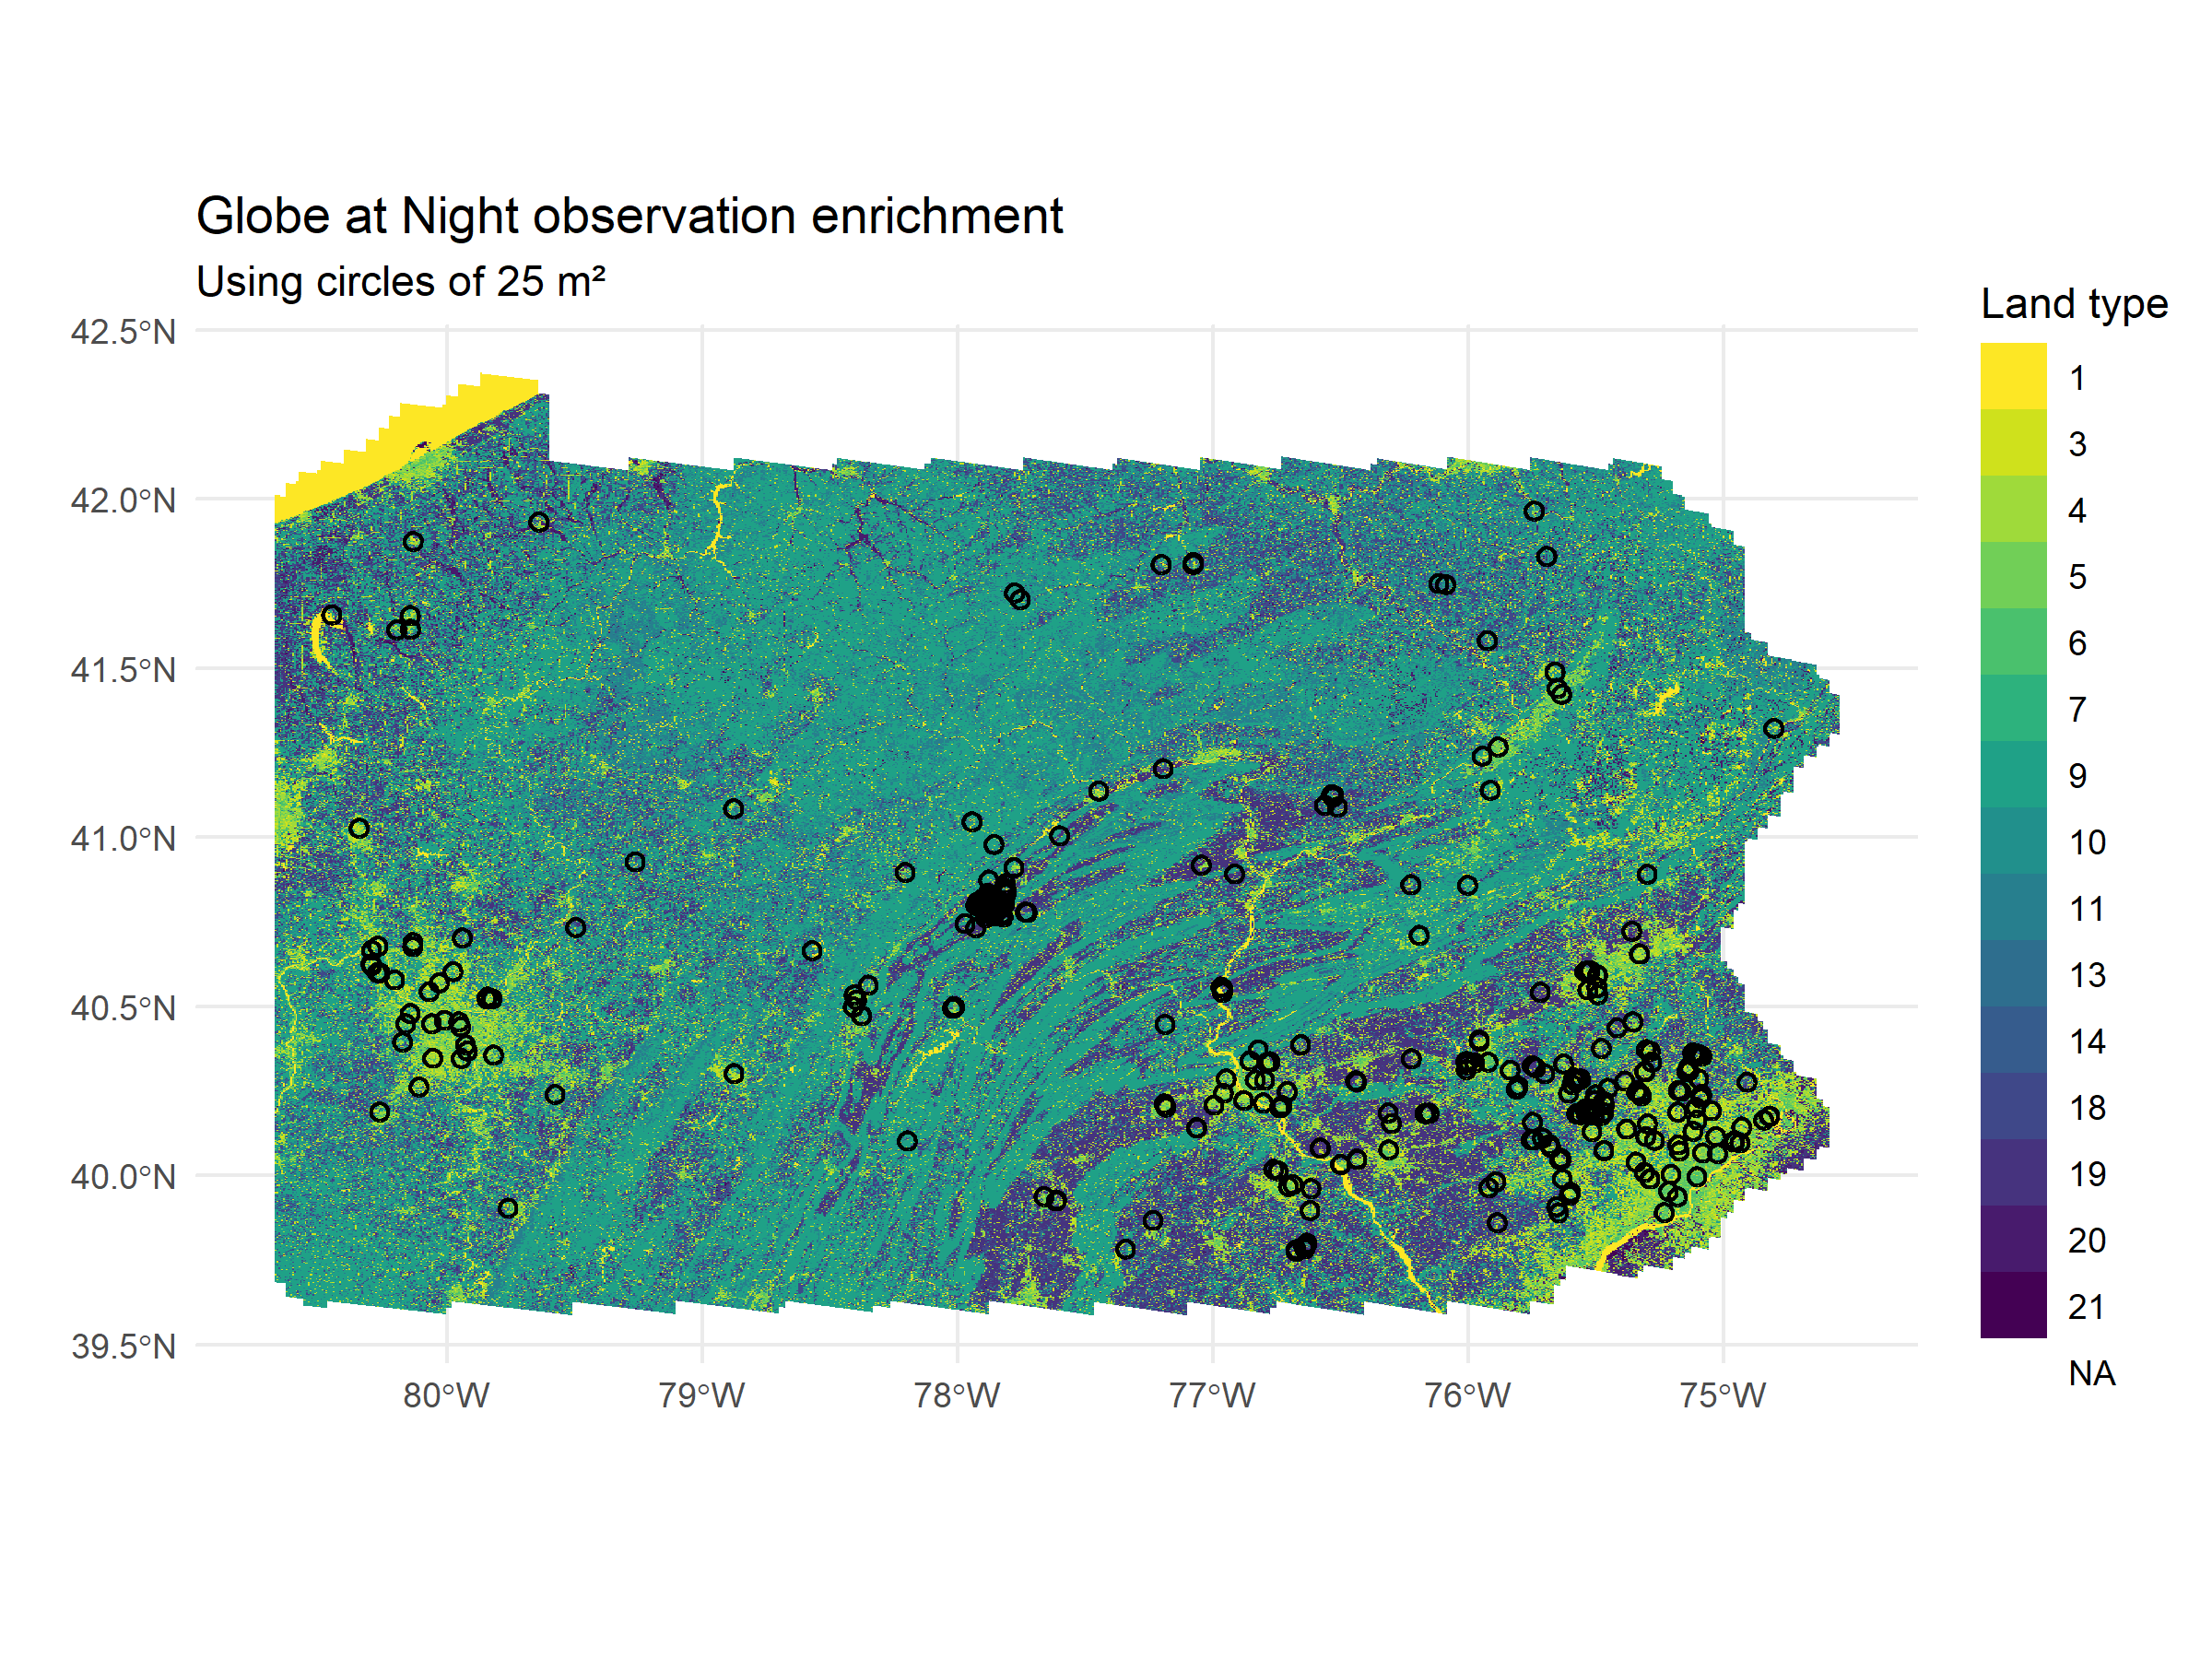 Globe at Night observation enrichment
Using circles of 25 m²
42.5°N
42.0°N
41.5°N
41.0°N
40.5°N
40.0°N
39.5°N
80°W
79°W
78°W
77°W
76°W
75°W
Land type
1
3
4
5
6
7
9
10
11
13
14
18
19
20
21
NA